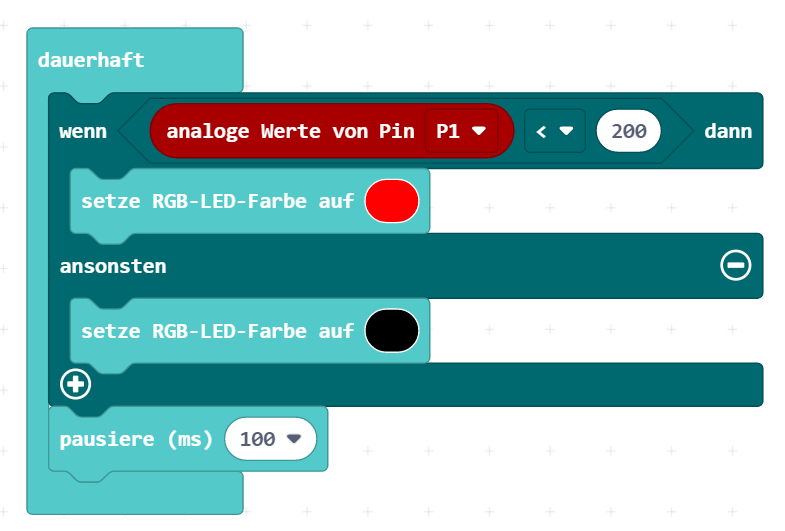 dauerhaft
wenn analoge Werte von Pin P1 < 200 dann
setze RGB-LED-Farbe auf
ansonsten
setze RGB-LED-Farbe auf
pausiere (ms) 100